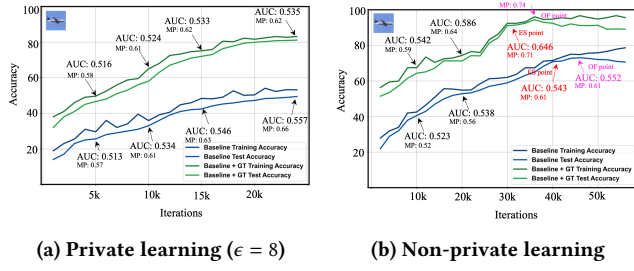 100
80
60
40
20
Accuracy
5k
10k
15k
20k
Iterations
AUC: 0.516
MP: 0.58
AUC: 0.524
MP: 0.61
AUC: 0.533
MP: 0.62
AUC: 0.535
MP: 0.62
AUC: 0.513
MP: 0.57
AUC: 0.534
MP: 0.61
AUC: 0.546
MP: 0.63
AUC: 0.557
MP: 0.66
Baseline Training Accuracy
Baseline Test Accuracy
Baseline + GT Training Accuracy
Baseline + GT Test Accuracy
(a) Private learning (ϵ = 8)
100
80
60
40
20
Accuracy
10k
20k
30k
40k
50k
Iterations
AUC: 0.542
MP: 0.59
AUC: 0.586
MP: 0.64
MP: 0.74
OF point
ES point
AUC: 0.646
MP: 0.71
OF point
AUC: 0.552
MP: 0.61
ES point
AUC: 0.543
MP: 0.61
AUC: 0.538
MP: 0.56
AUC: 0.523
MP: 0.52
Baseline Training Accuracy
Baseline Test Accuracy
Baseline + GT Training Accuracy
Baseline + GT Test Accuracy
(b) Non-private learning